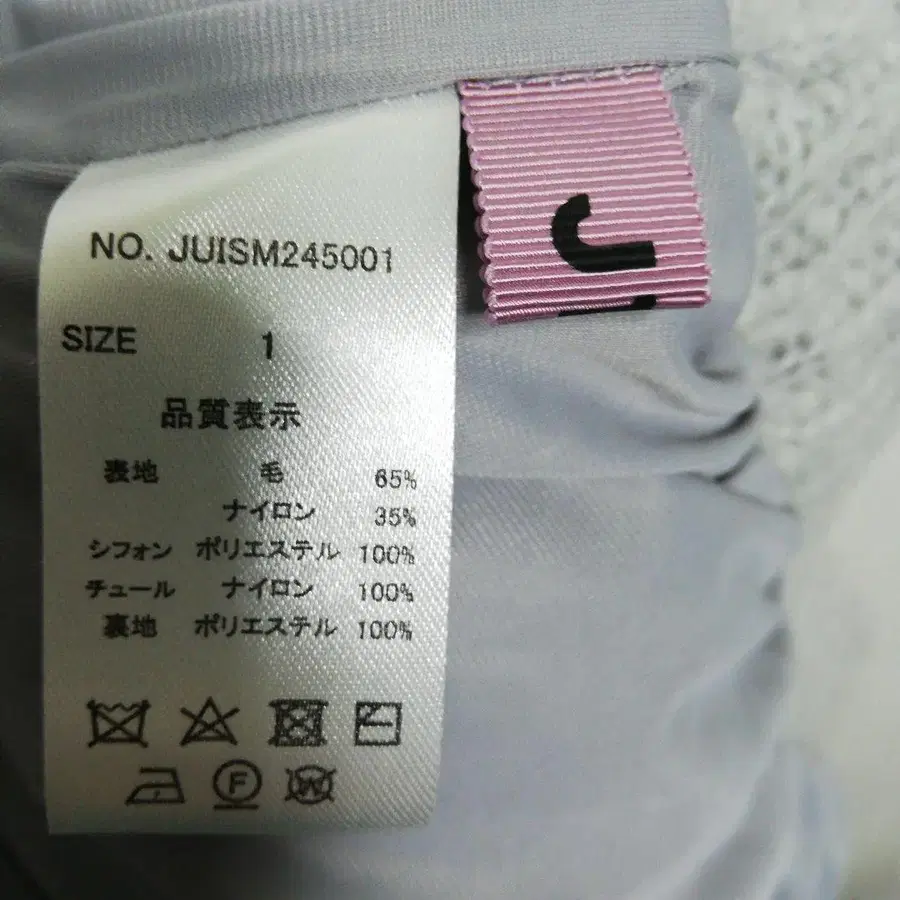 NO. JUISM245001
SIZE 1
品質表示
表地 毛 65%
ナイロン 35%
シフォン ポリエステル 100%
チュール ナイロン 100%
裏地 ポリエステル 100%
F W
J